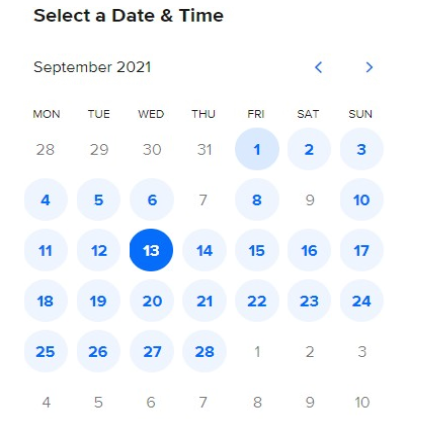 Select a Date & Time
September 2021
MON TUE WED THU FRI SAT SUN
28 29 30 31 1 2 3
4 5 6 7 8 9 10
11 12 13 14 15 16 17
18 19 20 21 22 23 24
25 26 27 28 1 2 3
4 5 6 7 8 9 10